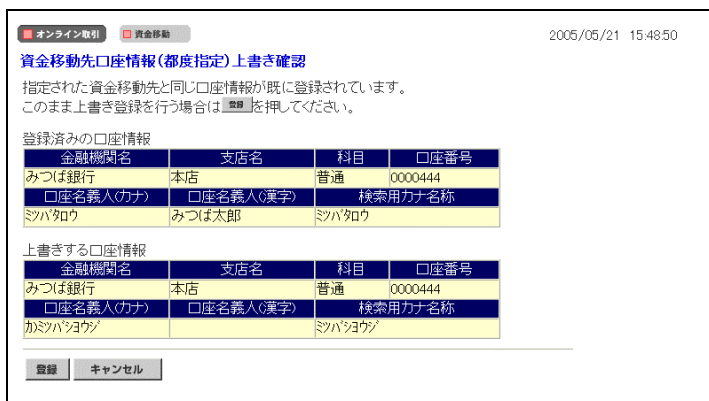 オンライン取引 資金移動 2005/05/21 15:48:50
資金移動先口座情報(都度指定)上書き確認
指定された資金移動先と同じ口座情報が既に登録されています。
このまま上書き登録を行う場合は 登録 を押してください。
登録済みの口座情報
金融機関名 支店名 科目 口座番号
みつば銀行 本店 普通 0000444
口座名義人(カナ) 口座名義人(漢字) 検索用カナ名称
ミツバタロウ みつば太郎 ミツバタロウ
上書きする口座情報
金融機関名 支店名 科目 口座番号
みつば銀行 本店 普通 0000444
口座名義人(カナ) 口座名義人(漢字) 検索用カナ名称
カ)ミツバシヨウジ ミツバシヨウジ
登録 キャンセル